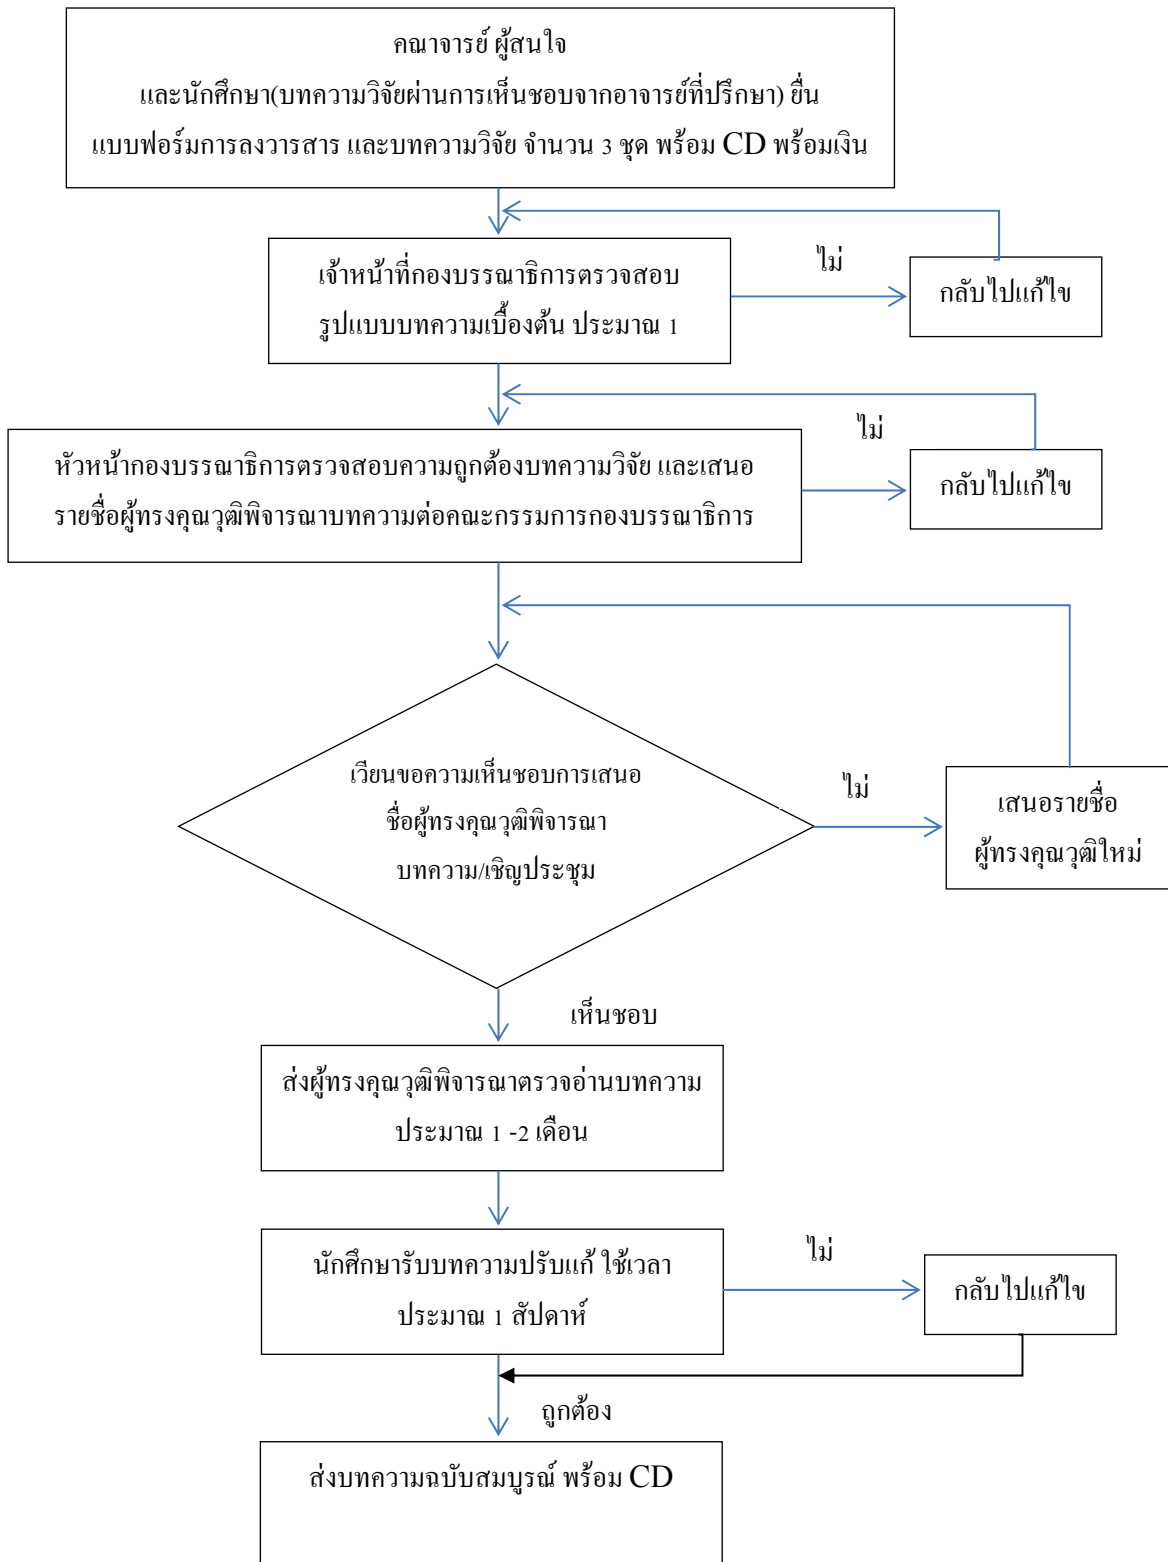 คณาจารย์ ผู้สนใจ
และนักศึกษา(บทความวิจัยผ่านการเห็นชอบจากอาจารย์ที่ปรึกษา) ยื่น
แบบฟอร์มการลงวารสาร และบทความวิจัย จำนวน 3 ชุด พร้อม CD พร้อมเงิน
เจ้าหน้าที่กองบรรณาธิการตรวจสอบ
รูปแบบบทความเบื้องต้น ประมาณ 1
ไม่
กลับไปแก้ไข
หัวหน้ากองบรรณาธิการตรวจสอบความถูกต้องบทความวิจัย และเสนอ
รายชื่อผู้ทรงคุณวุฒิพิจารณาบทความต่อคณะกรรมการกองบรรณาธิการ
ไม่
กลับไปแก้ไข
เวียนขอความเห็นชอบการเสนอ
ชื่อผู้ทรงคุณวุฒิพิจารณา
บทความ/เชิญประชุม
ไม่
เสนอรายชื่อ
ผู้ทรงคุณวุฒิใหม่
เห็นชอบ
ส่งผู้ทรงคุณวุฒิพิจารณาตรวจอ่านบทความ
ประมาณ 1 -2 เดือน
นักศึกษารับบทความปรับแก้ ใช้เวลา
ประมาณ 1 สัปดาห์
ไม่
กลับไปแก้ไข
ถูกต้อง
ส่งบทความฉบับสมบูรณ์ พร้อม CD